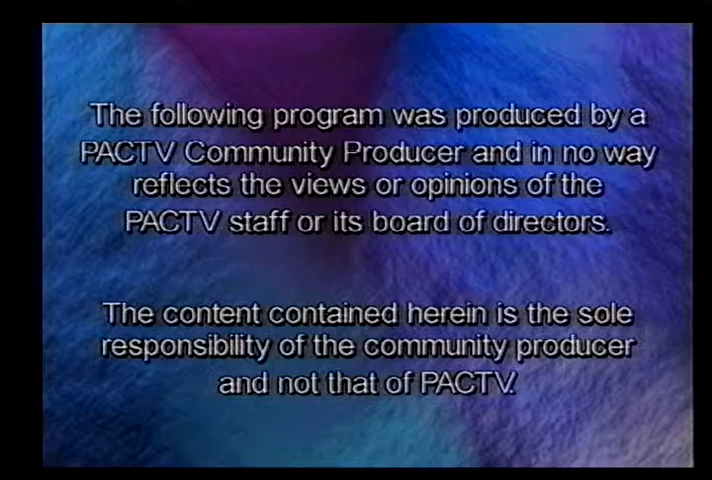 The following program was produced by a
PACTV Community Producer and in no way
reflects the views or opinions of the
PACTV staff or its board of directors.
The content contained herein is the sole
responsibility of the community producer
and not that of PACTV.